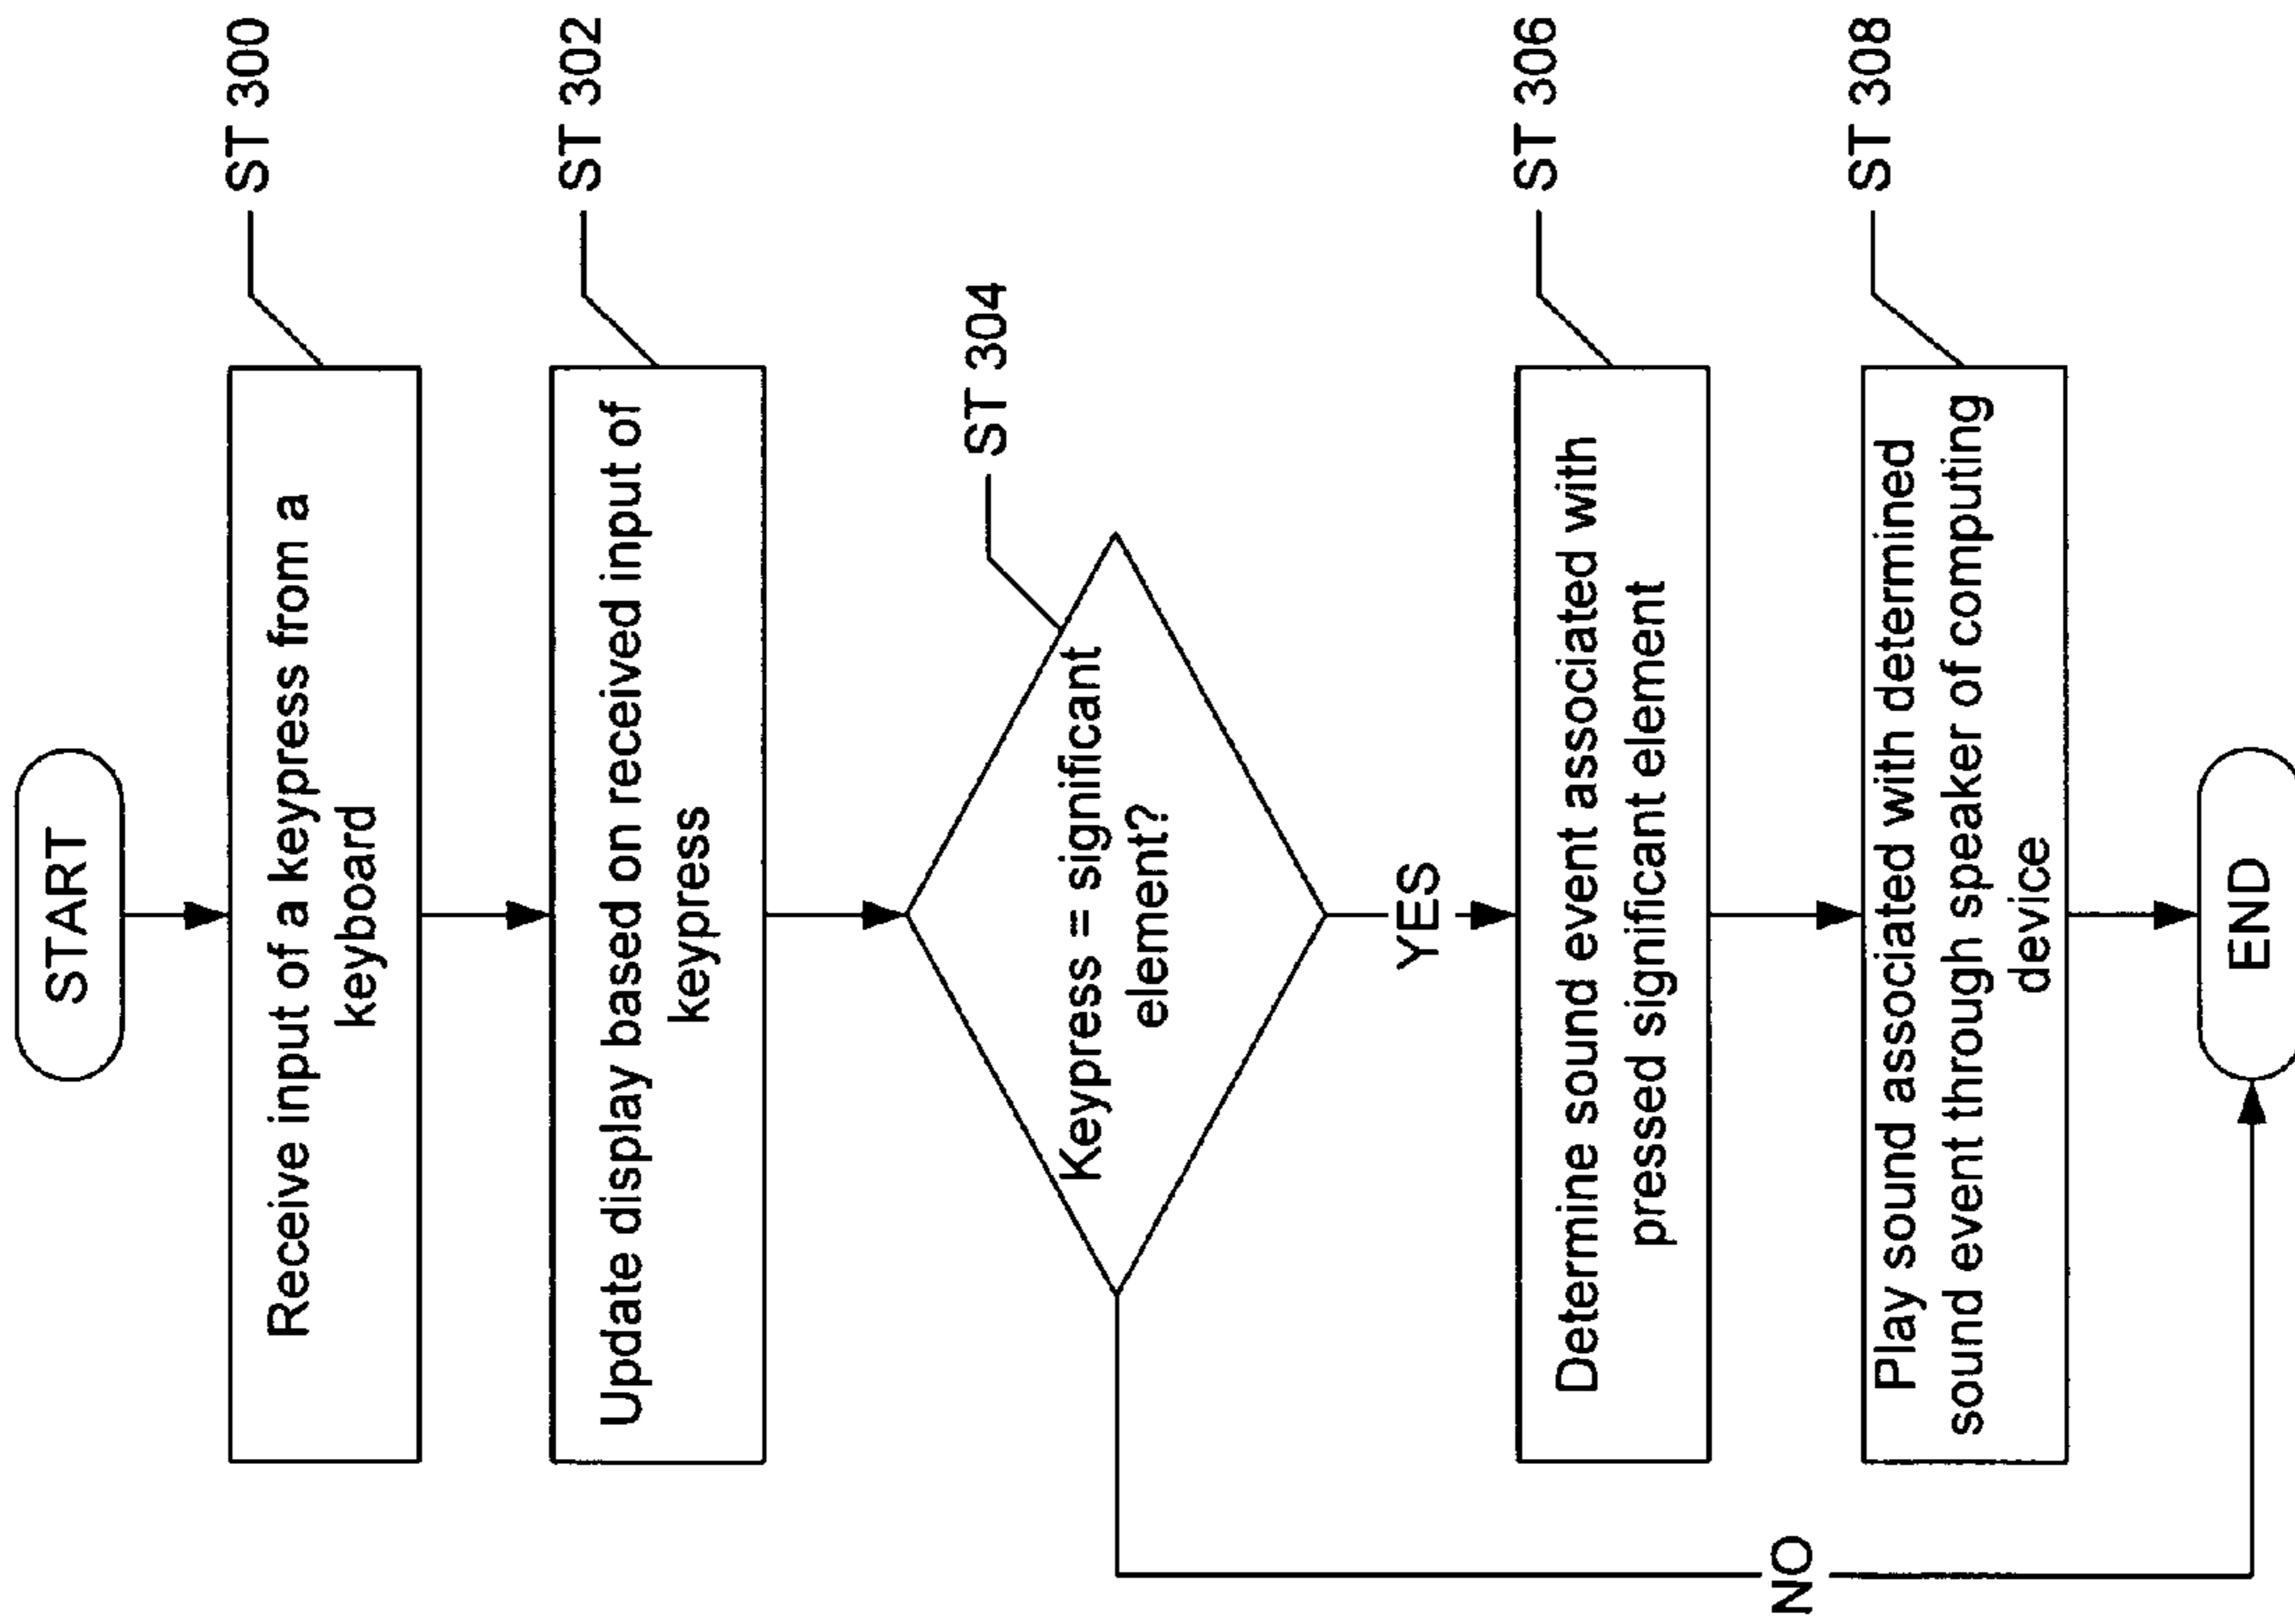 START
Receive input of a keypress from a
keyboard
ST 300
Update display based on received input of
keypress
ST 302
Keypress = significant
element?
ST 304
YES
Determine sound event associated with
pressed significant element
ST 306
Play sound associated with determined
sound event through speaker of computing
device
ST 308
NO
END